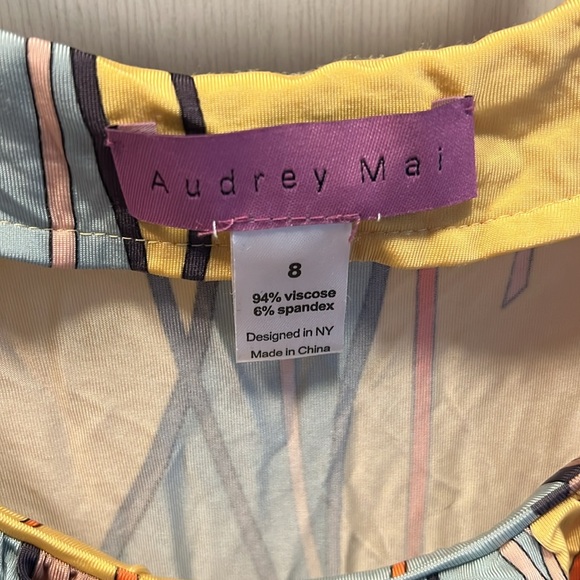 Audrey Mai
8
94% viscose
6% spandex
Designed in NY
Made in China